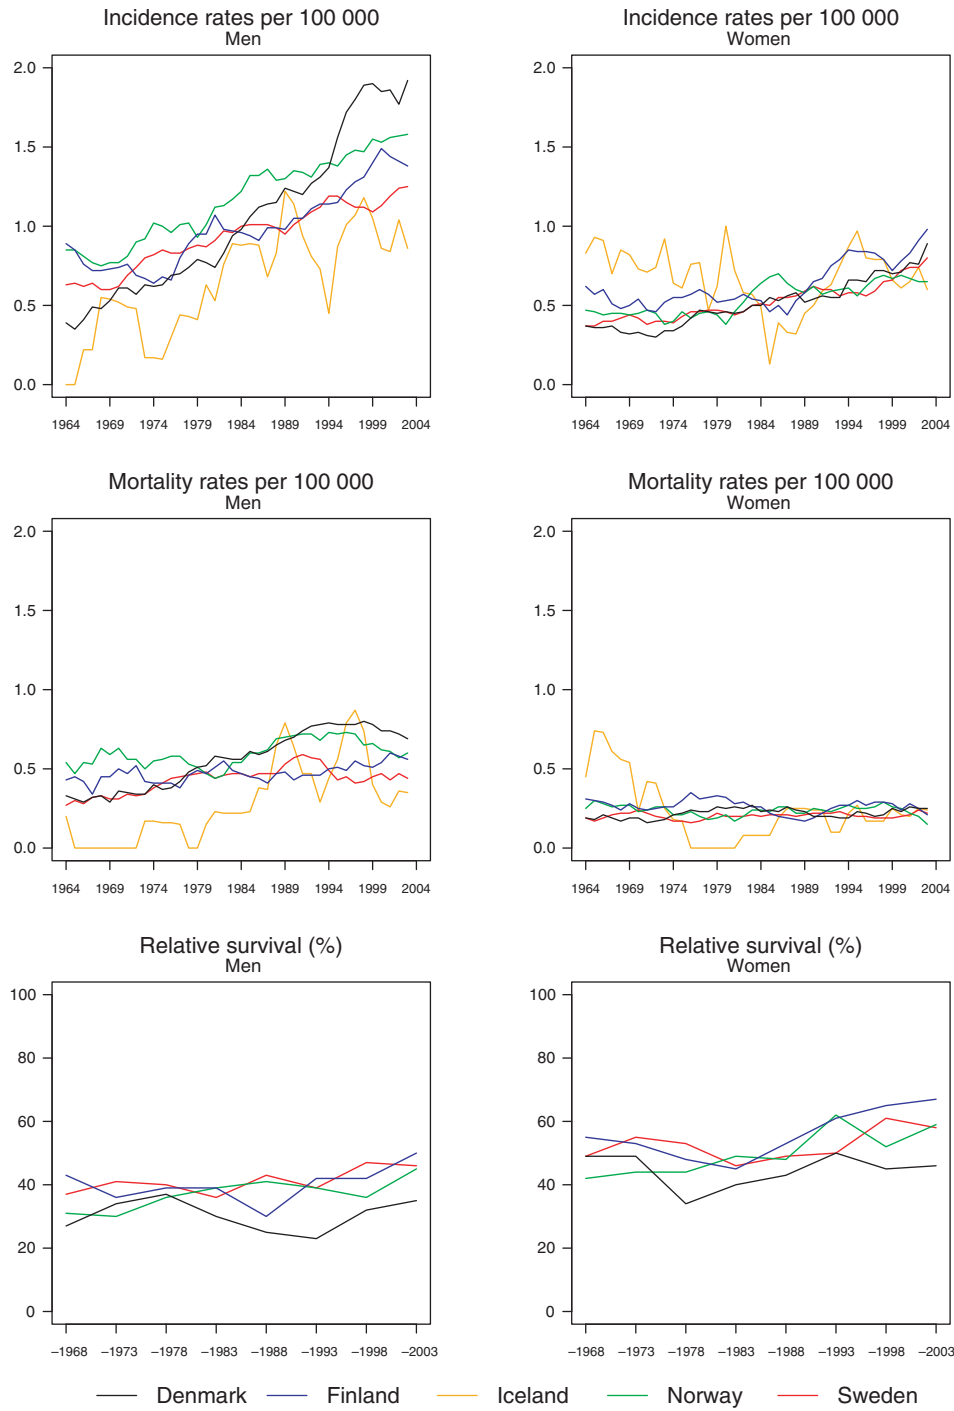 Incidence rates per 100 000
Men
2.0
1.5
1.0
0.5
0.0
1964 1969 1974 1979 1984 1989 1994 1999 2004
Incidence rates per 100 000
Women
2.0
1.5
1.0
0.5
0.0
1964 1969 1974 1979 1984 1989 1994 1999 2004
Mortality rates per 100 000
Men
2.0
1.5
1.0
0.5
0.0
1964 1969 1974 1979 1984 1989 1994 1999 2004
Mortality rates per 100 000
Women
2.0
1.5
1.0
0.5
0.0
1964 1969 1974 1979 1984 1989 1994 1999 2004
Relative survival (%)
Men
100
80
60
40
20
0
–1968 –1973 –1978 –1983 –1988 –1993 –1998 –2003
Relative survival (%)
Women
100
80
60
40
20
0
–1968 –1973 –1978 –1983 –1988 –1993 –1998 –2003
Denmark Finland Iceland Norway Sweden